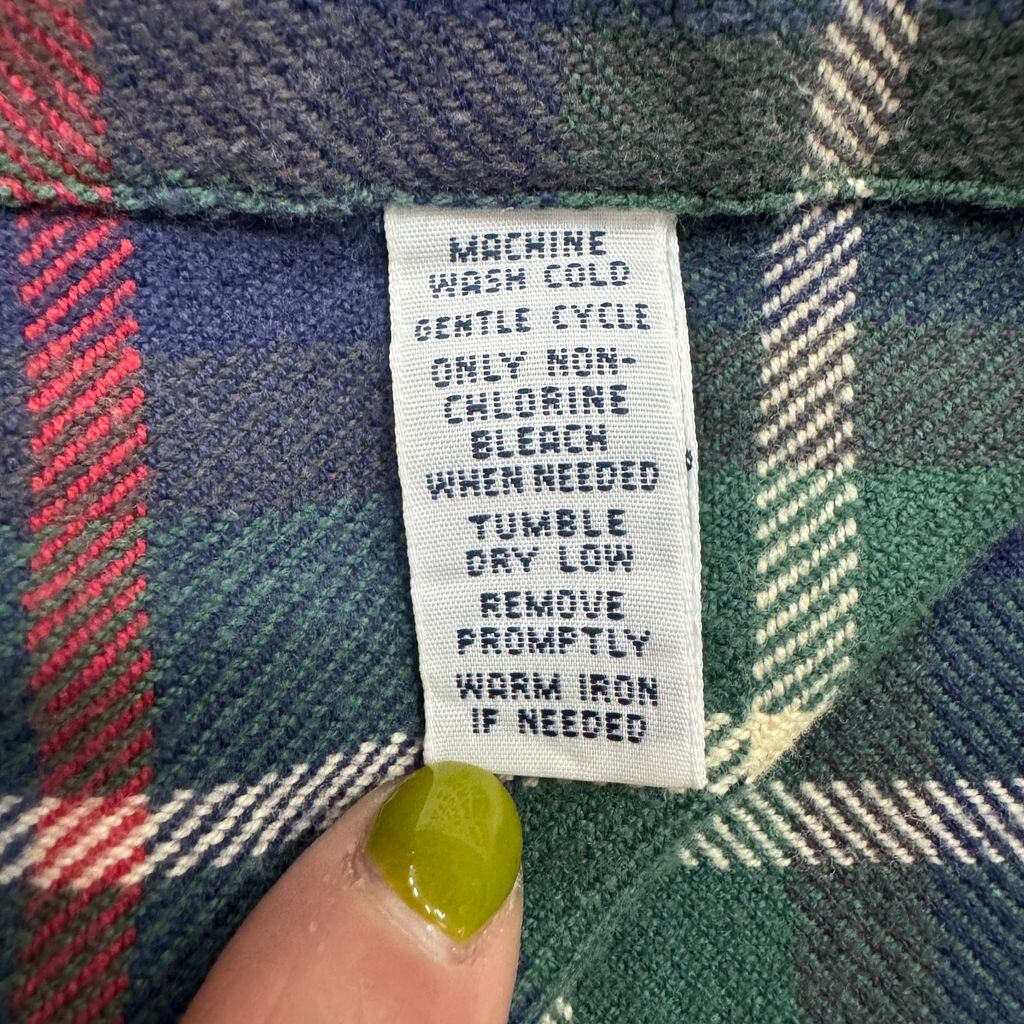 MACHINE
WASH COLD
GENTLE CYCLE
ONLY NON-
CHLORINE
BLEACH
WHEN NEEDED
TUMBLE
DRY LOW
REMOVE
PROMPTLY
WARM IRON
IF NEEDED